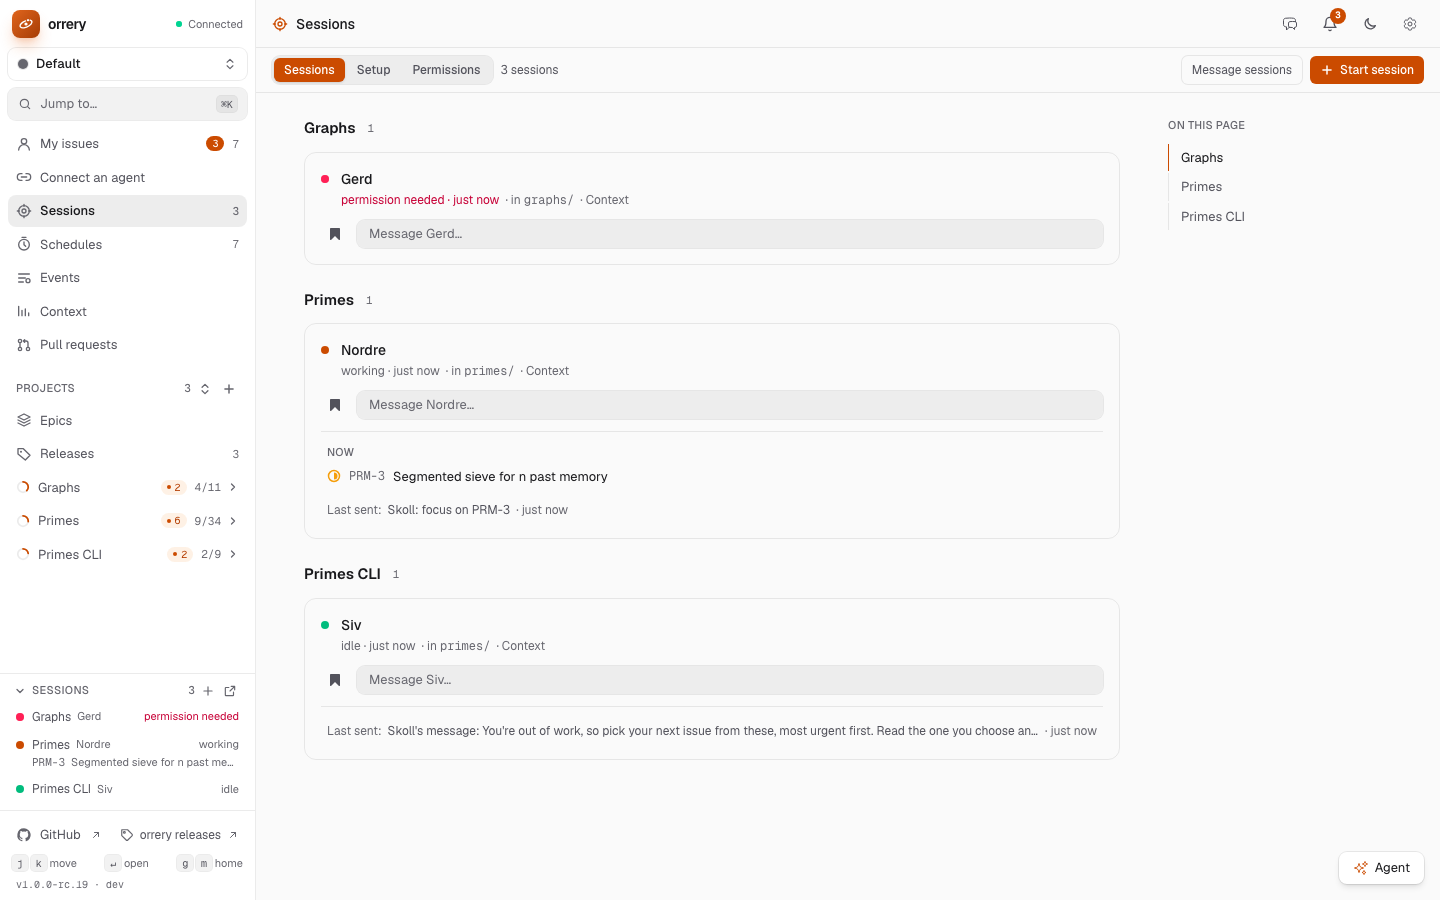 orrery
Connected
Default
Jump to…
⌘K
My issues
3
7
Connect an agent
Sessions
3
Schedules
7
Events
Context
Pull requests
PROJECTS
3
Epics
Releases
3
Graphs
2
4/11
Primes
6
9/34
Primes CLI
2
2/9
SESSIONS
3
Graphs Gerd
permission needed
Primes Nordre
working
PRM-3 Segmented sieve for n past me…
Primes CLI Siv
idle
GitHub
orrery releases
j k move
↵ open
g m home
v1.0.0-rc.19 · dev
Sessions
3
Sessions
Setup
Permissions
3 sessions
Message sessions
Start session
Graphs 1
Gerd
permission needed · just now · in graphs/ · Context
Message Gerd…
Primes 1
Nordre
working · just now · in primes/ · Context
Message Nordre…
NOW
PRM-3 Segmented sieve for n past memory
Last sent: Skoll: focus on PRM-3 · just now
Primes CLI 1
Siv
idle · just now · in primes/ · Context
Message Siv…
Last sent: Skoll's message: You're out of work, so pick your next issue from these, most urgent first. Read the one you choose an… · just now
ON THIS PAGE
Graphs
Primes
Primes CLI
Agent